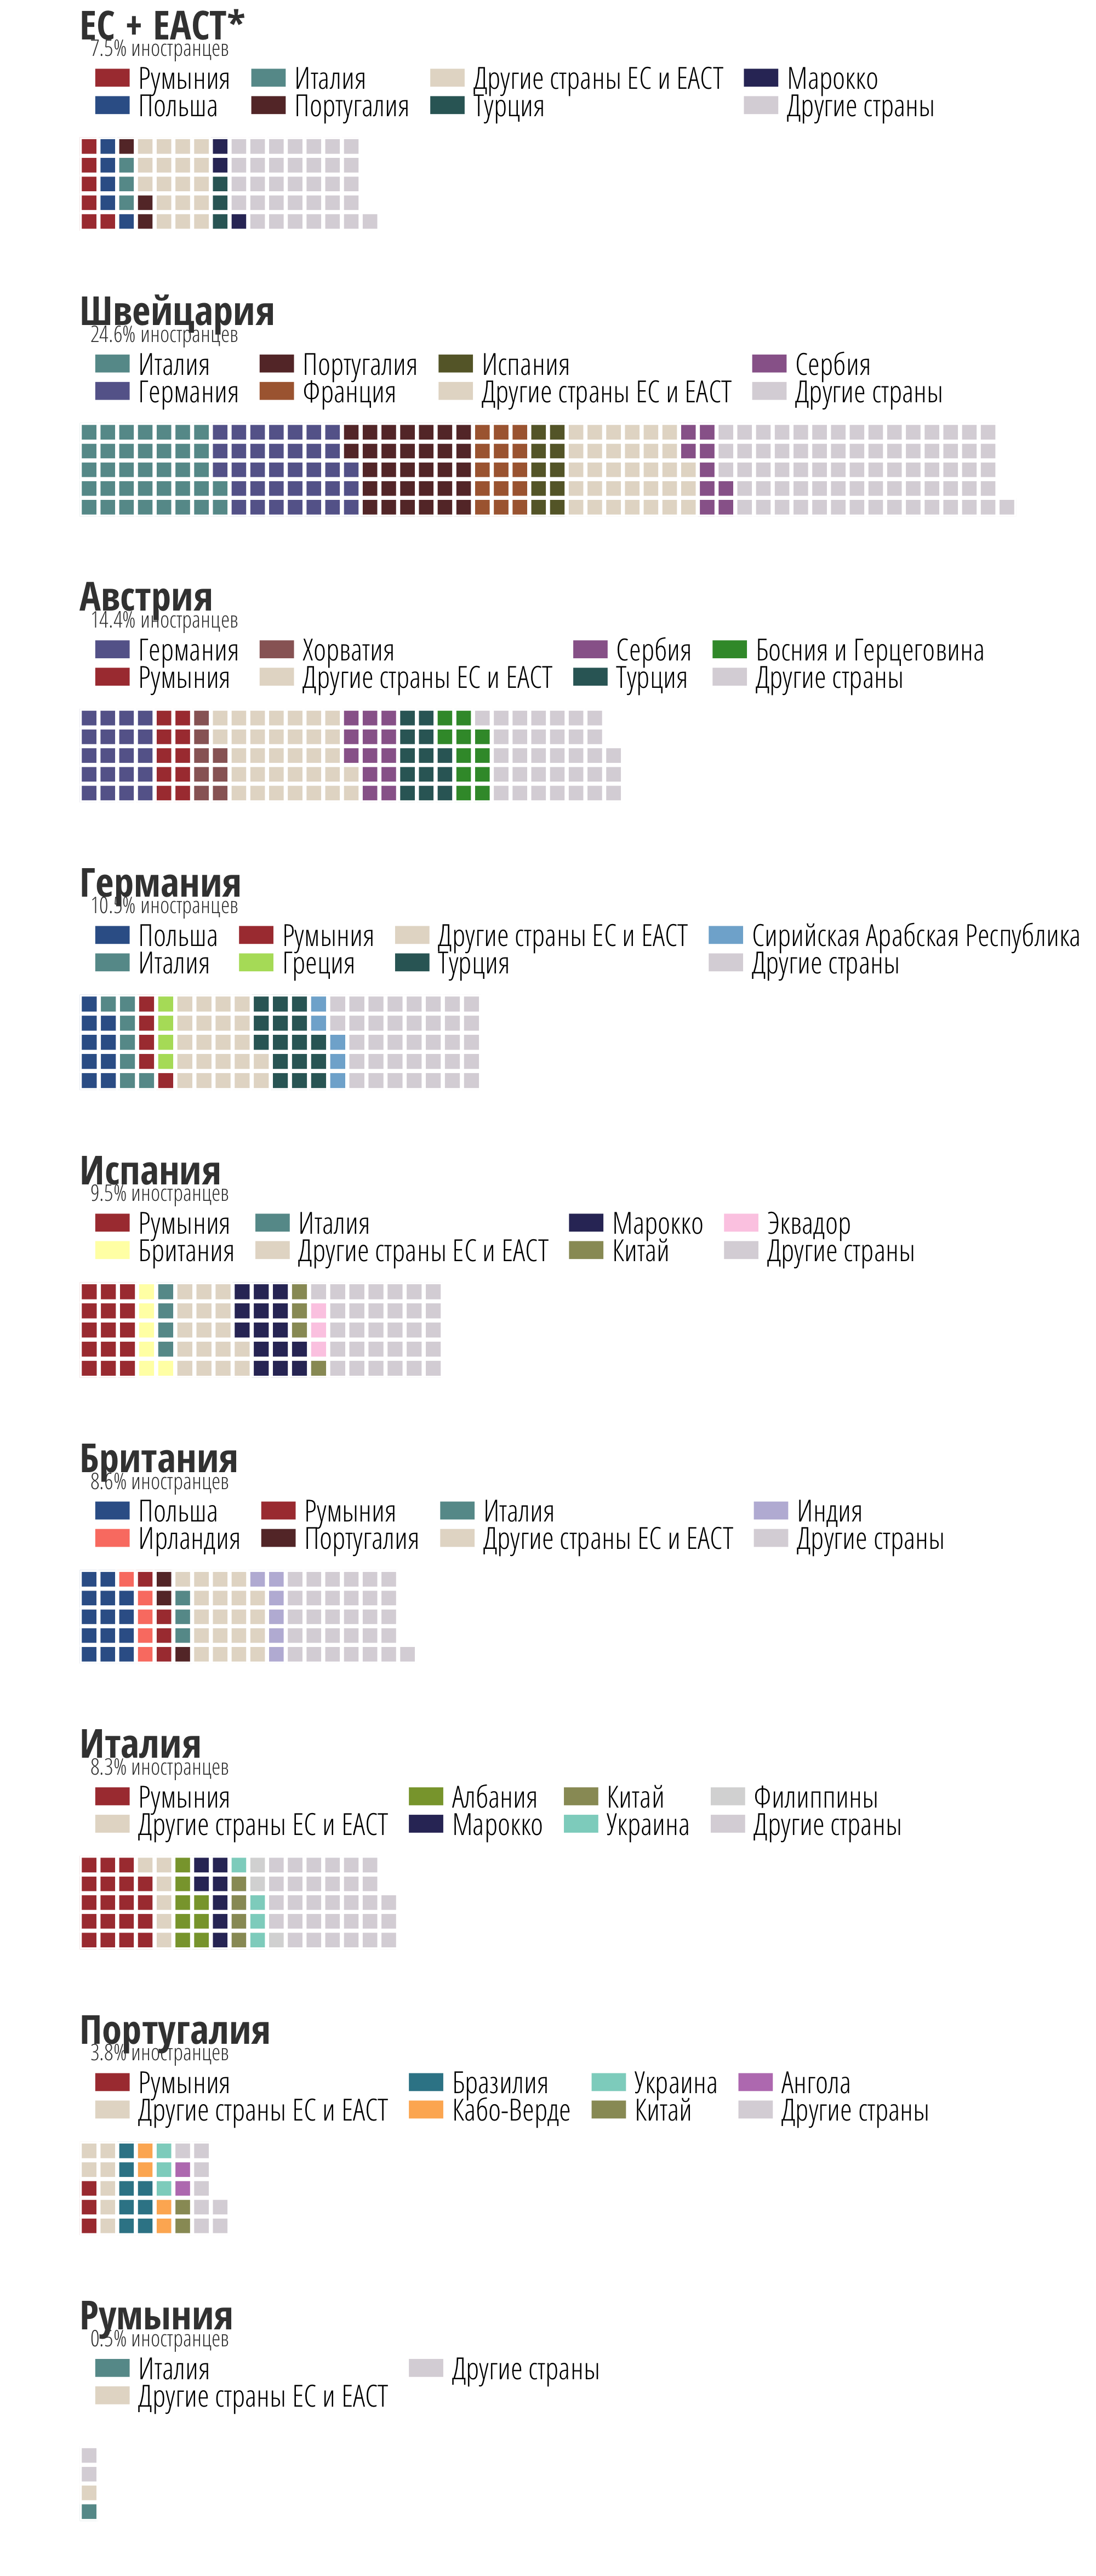 ЕС + ЕАСТ*
7.5% иностранцев
Румыния Италия Другие страны ЕС и ЕАСТ Марокко
Польша Португалия Турция Другие страны
Швейцария
24.6% иностранцев
Италия Португалия Испания Сербия
Германия Франция Другие страны ЕС и ЕАСТ Другие страны
Австрия
14.4% иностранцев
Германия Хорватия Сербия Босния и Герцеговина
Румыния Другие страны ЕС и ЕАСТ Турция Другие страны
Германия
10.5% иностранцев
Польша Румыния Другие страны ЕС и ЕАСТ Сирийская Арабская Республика
Италия Греция Турция Другие страны
Испания
9.5% иностранцев
Румыния Италия Марокко Эквадор
Британия Другие страны ЕС и ЕАСТ Китай Другие страны
Британия
8.6% иностранцев
Польша Румыния Италия Индия
Ирландия Португалия Другие страны ЕС и ЕАСТ Другие страны
Италия
8.3% иностранцев
Румыния Албания Китай Филиппины
Другие страны ЕС и ЕАСТ Марокко Украина Другие страны
Португалия
3.8% иностранцев
Румыния Бразилия Украина Ангола
Другие страны ЕС и ЕАСТ Кабо-Верде Китай Другие страны
Румыния
0.5% иностранцев
Италия Другие страны
Другие страны ЕС и ЕАСТ